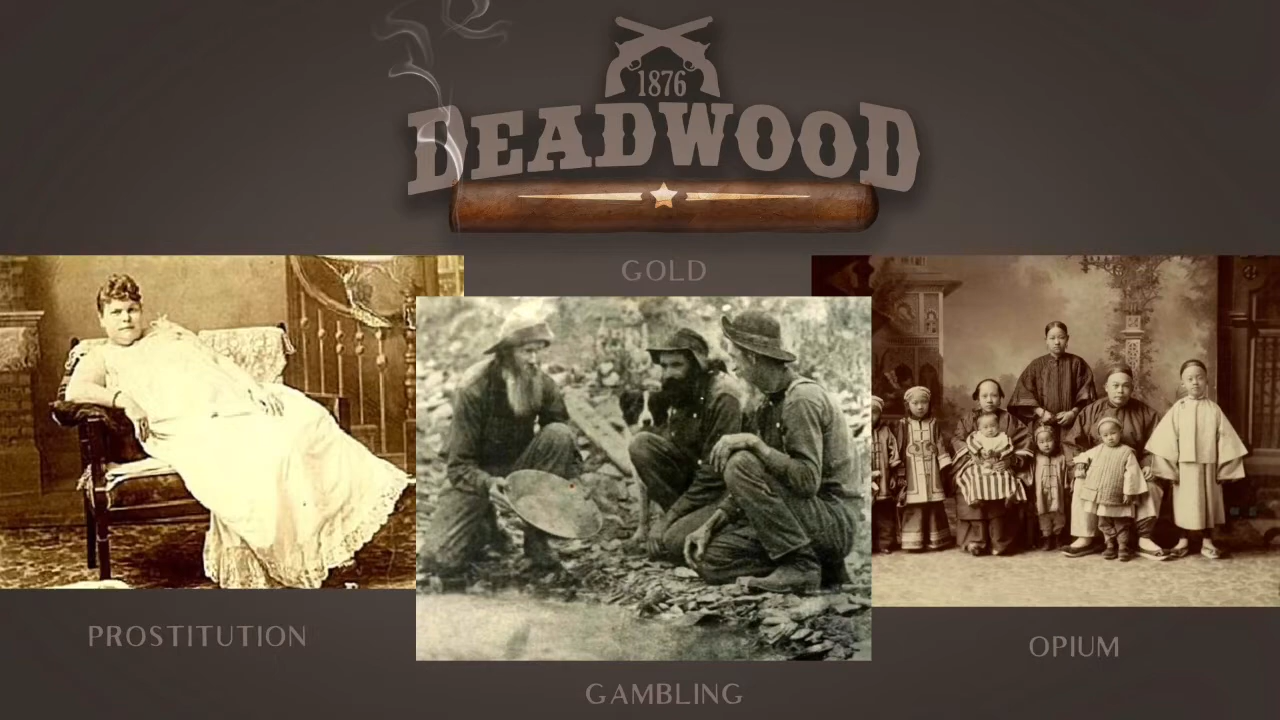 1876
DEADWOOD
GOLD
PROSTITUTION
OPIUM
GAMBLING